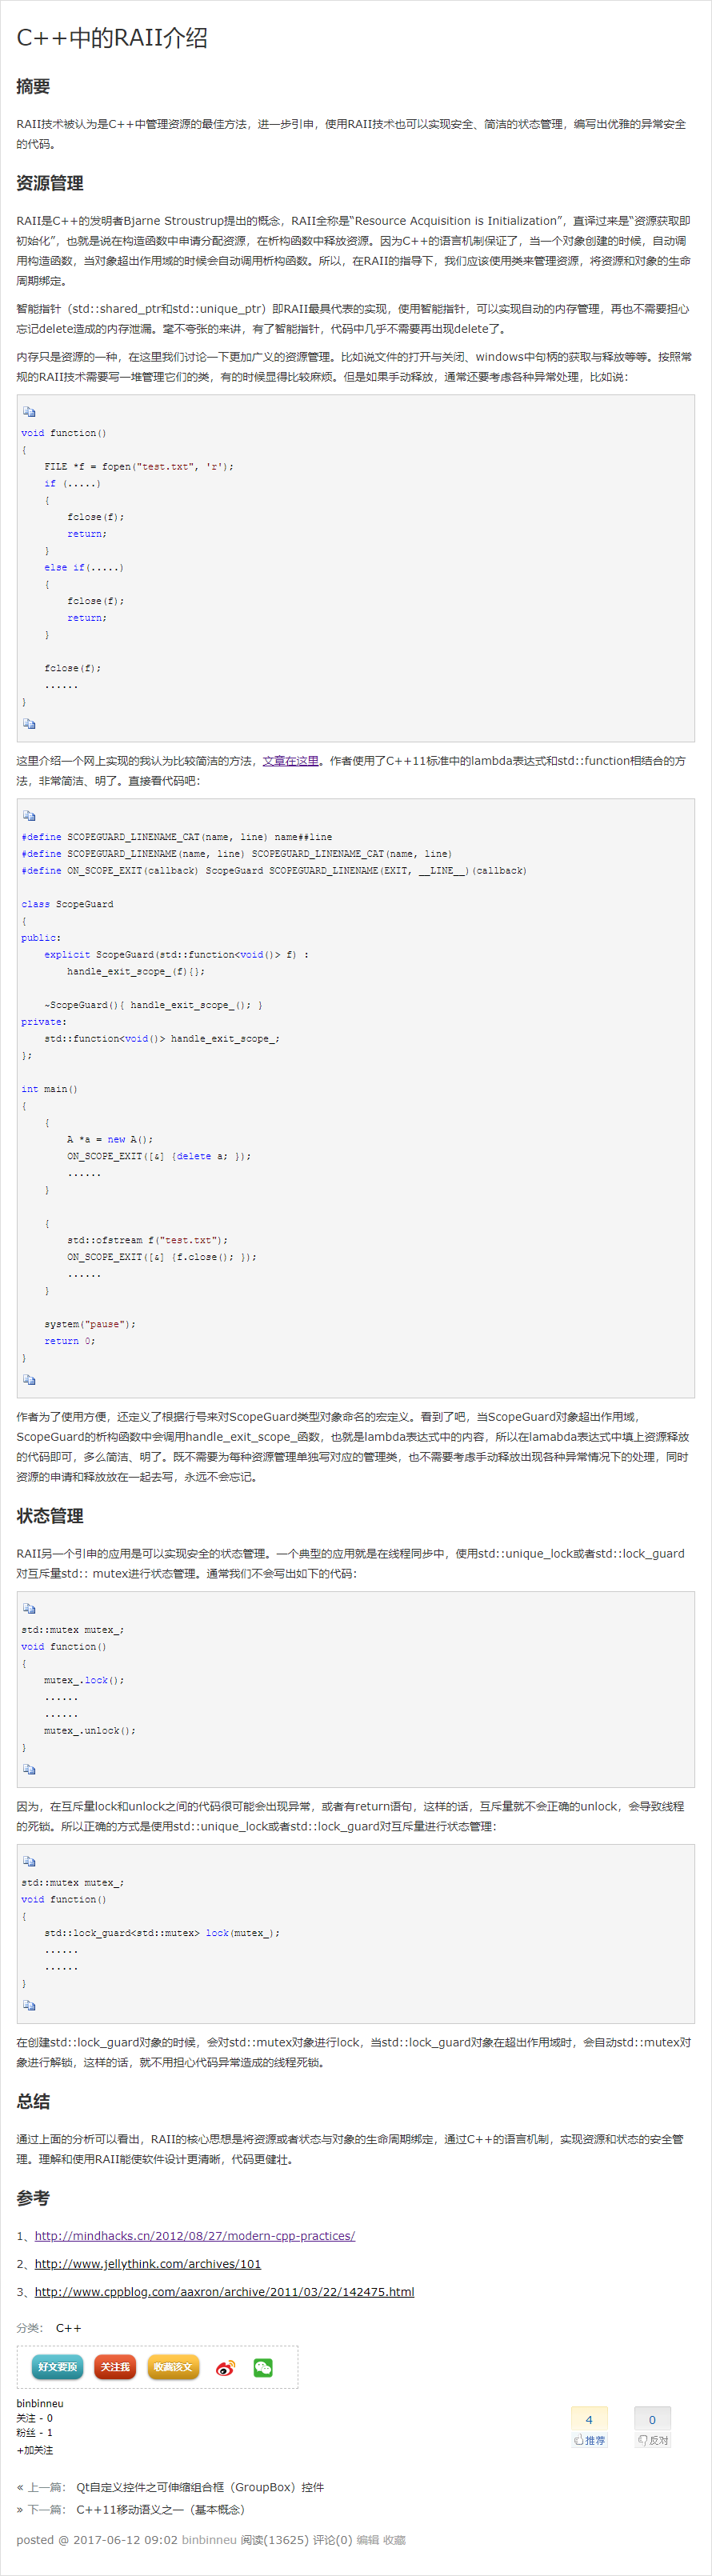 C++中的RAII介绍
摘要
RAII技术被认为是C++中管理资源的最佳方法，进一步引申，使用RAII技术也可以实现安全、简洁的状态管理，编写出优雅的异常安全
的代码。
资源管理
RAII是C++的发明者Bjarne Stroustrup提出的概念，RAII全称是“Resource Acquisition is Initialization”，直译过来是“资源获取即
初始化”，也就是说在构造函数中申请分配资源，在析构函数中释放资源。因为C++的语言机制保证了，当一个对象创建的时候，自动调
用构造函数，当对象超出作用域的时候会自动调用析构函数。所以，在RAII的指导下，我们应该使用类来管理资源，将资源和对象的生命
周期绑定。
智能指针（std::shared_ptr和std::unique_ptr）即RAII最具代表的实现，使用智能指针，可以实现自动的内存管理，再也不需要担心
忘记delete造成的内存泄漏。毫不夸张的来讲，有了智能指针，代码中几乎不需要再出现delete了。
内存只是资源的一种，在这里我们讨论一下更加广义的资源管理。比如说文件的打开与关闭、windows中句柄的获取与释放等等。按照常
规的RAII技术需要写一堆管理它们的类，有的时候显得比较麻烦。但是如果手动释放，通常还要考虑各种异常处理，比如说：
void function()
{
    FILE *f = fopen("test.txt", 'r');
    if (.....)
    {
        fclose(f);
        return;
    }
    else if(.....)
    {
        fclose(f);
        return;
    }
    fclose(f);
    ......
}
这里介绍一个网上实现的我认为比较简洁的方法，文章在这里。作者使用了C++11标准中的lambda表达式和std::function相结合的方
法，非常简洁、明了。直接看代码吧：
#define SCOPEGUARD_LINENAME_CAT(name, line) name##line
#define SCOPEGUARD_LINENAME(name, line) SCOPEGUARD_LINENAME_CAT(name, line)
#define ON_SCOPE_EXIT(callback) ScopeGuard SCOPEGUARD_LINENAME(EXIT, __LINE__)(callback)
class ScopeGuard
{
public:
    explicit ScopeGuard(std::function<void()> f) :
        handle_exit_scope_(f){};
    ~ScopeGuard(){ handle_exit_scope_(); }
private:
    std::function<void()> handle_exit_scope_;
};
int main()
{
    {
        A *a = new A();
        ON_SCOPE_EXIT([&] {delete a; });
        ......
    }
    {
        std::ofstream f("test.txt");
        ON_SCOPE_EXIT([&] {f.close(); });
        ......
    }
    system("pause");
    return 0;
}
作者为了使用方便，还定义了根据行号来对ScopeGuard类型对象命名的宏定义。看到了吧，当ScopeGuard对象超出作用域，
ScopeGuard的析构函数中会调用handle_exit_scope_函数，也就是lambda表达式中的内容，所以在lamabda表达式中填上资源释放
的代码即可，多么简洁、明了。既不需要为每种资源管理单独写对应的管理类，也不需要考虑手动释放出现各种异常情况下的处理，同时
资源的申请和释放放在一起去写，永远不会忘记。
状态管理
RAII另一个引申的应用是可以实现安全的状态管理。一个典型的应用就是在线程同步中，使用std::unique_lock或者std::lock_guard
对互斥量std:: mutex进行状态管理。通常我们不会写出如下的代码：
std::mutex mutex_;
void function()
{
    mutex_.lock();
    ......
    ......
    mutex_.unlock();
}
因为，在互斥量lock和unlock之间的代码很可能会出现异常，或者有return语句，这样的话，互斥量就不会正确的unlock，会导致线程
的死锁。所以正确的方式是使用std::unique_lock或者std::lock_guard对互斥量进行状态管理：
std::mutex mutex_;
void function()
{
    std::lock_guard<std::mutex> lock(mutex_);
    ......
    ......
}
在创建std::lock_guard对象的时候，会对std::mutex对象进行lock，当std::lock_guard对象在超出作用域时，会自动std::mutex对
象进行解锁，这样的话，就不用担心代码异常造成的线程死锁。
总结
通过上面的分析可以看出，RAII的核心思想是将资源或者状态与对象的生命周期绑定，通过C++的语言机制，实现资源和状态的安全管
理。理解和使用RAII能使软件设计更清晰，代码更健壮。
参考
1、http://mindhacks.cn/2012/08/27/modern-cpp-practices/
2、http://www.jellythink.com/archives/101
3、http://www.cppblog.com/aaxron/archive/2011/03/22/142475.html
分类： C++
好文要顶 关注我 收藏该文
binbinneu
关注 - 0
粉丝 - 1
+加关注
4 0
推荐 反对
« 上一篇： Qt自定义控件之可伸缩组合框（GroupBox）控件
» 下一篇： C++11移动语义之一（基本概念）
posted @ 2017-06-12 09:02 binbinneu 阅读(13625) 评论(0) 编辑 收藏